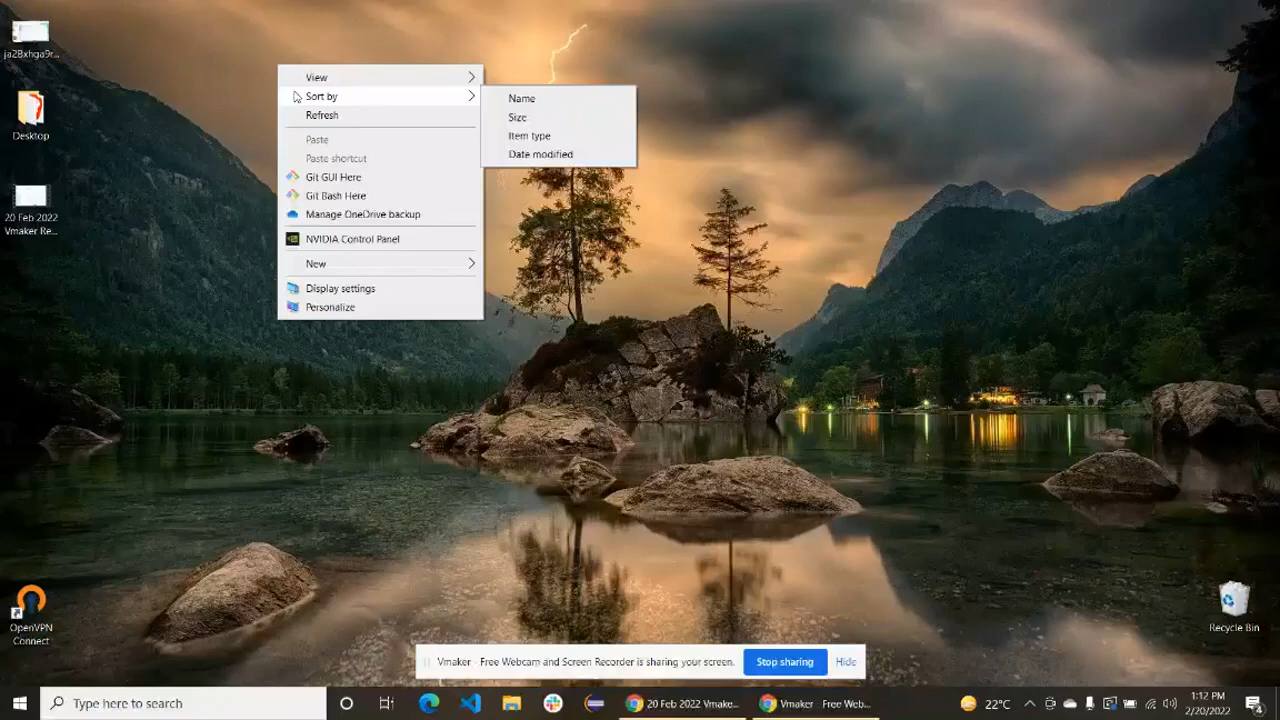 ja2Bxhga9r...
Desktop
20 Feb 2022
Vmaker Re...
OpenVPN
Connect
View
Sort by
Refresh
Paste
Paste shortcut
Git GUI Here
Git Bash Here
Manage OneDrive backup
NVIDIA Control Panel
New
Display settings
Personalize
Name
Size
Item type
Date modified
Recycle Bin
Vmaker - Free Webcam and Screen Recorder is sharing your screen.
Stop sharing
Hide
Type here to search
20 Feb 2022 Vmake...
Vmaker - Free Web...
22°C
1:12 PM
2/20/2022
4